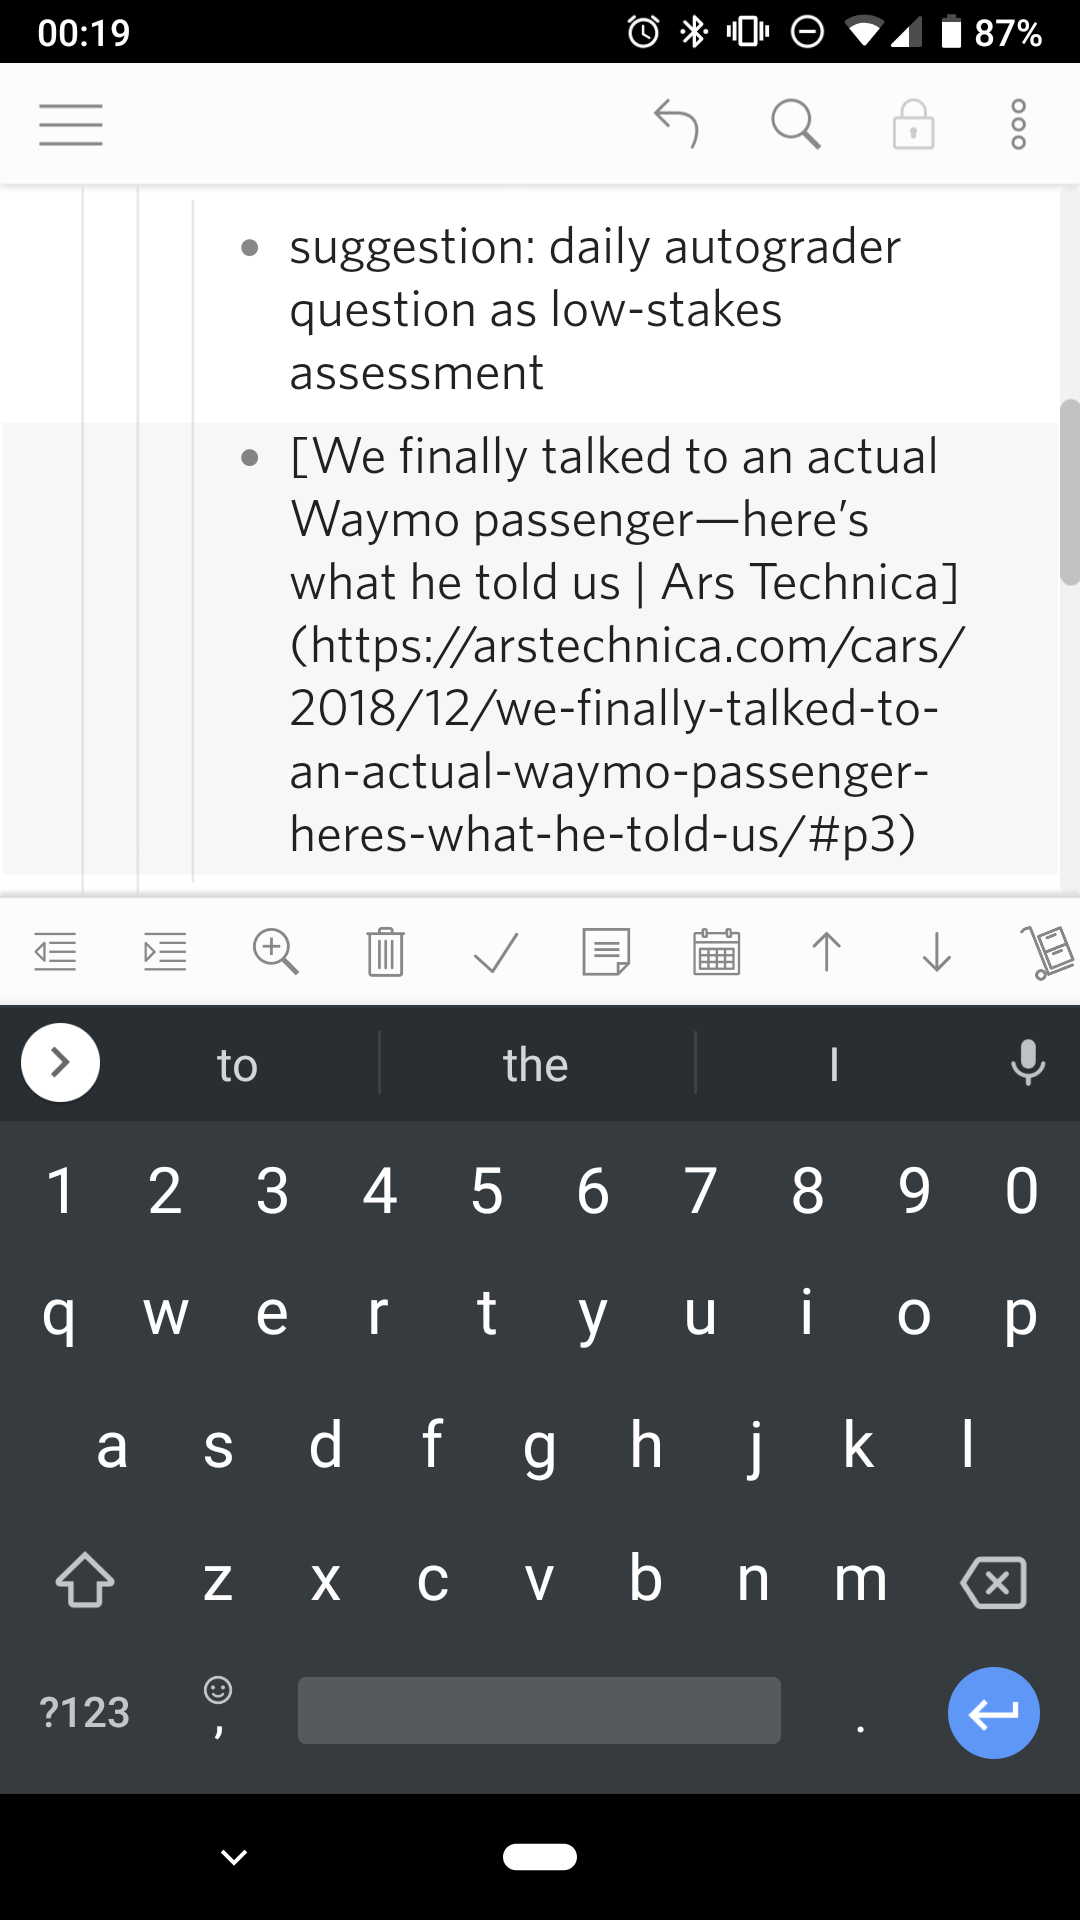 00:19
87%
suggestion: daily autograder
question as low-stakes
assessment
[We finally talked to an actual
Waymo passenger—here’s
what he told us | Ars Technica]
(https://arstechnica.com/cars/
2018/12/we-finally-talked-to-
an-actual-waymo-passenger-
heres-what-he-told-us/#p3)
to the I
1 2 3 4 5 6 7 8 9 0
q w e r t y u i o p
a s d f g h j k l
z x c v b n m
?123 , .